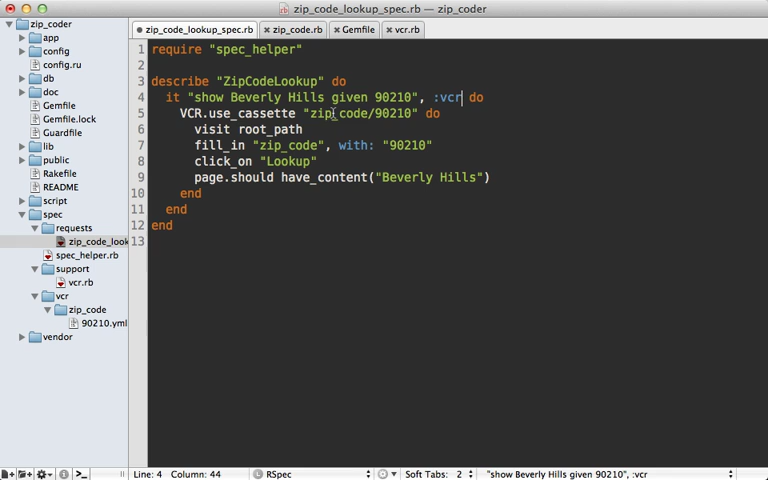 zip_code_lookup_spec.rb — zip_coder
zip_coder
app
config
config.ru
db
doc
Gemfile
Gemfile.lock
Guardfile
lib
public
Rakefile
README
script
spec
requests
zip_code_look
spec_helper.rb
support
vcr.rb
vcr
zip_code
90210.yml
vendor
zip_code_lookup_spec.rb
zip_code.rb
Gemfile
vcr.rb
1 require "spec_helper"
2
3 describe "ZipCodeLookup" do
4 it "show Beverly Hills given 90210", :vcr do
5 VCR.use_cassette "zip_code/90210" do
6 visit root_path
7 fill_in "zip_code", with: "90210"
8 click_on "Lookup"
9 page.should have_content("Beverly Hills")
10 end
11 end
12 end
13
Line: 4 Column: 44
RSpec
Soft Tabs: 2
"show Beverly Hills given 90210", :vcr